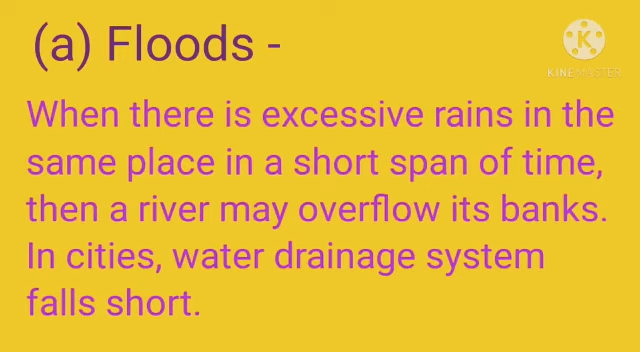 (a) Floods -
K
KINEMASTER
When there is excessive rains in the
same place in a short span of time,
then a river may overflow its banks.
In cities, water drainage system
falls short.